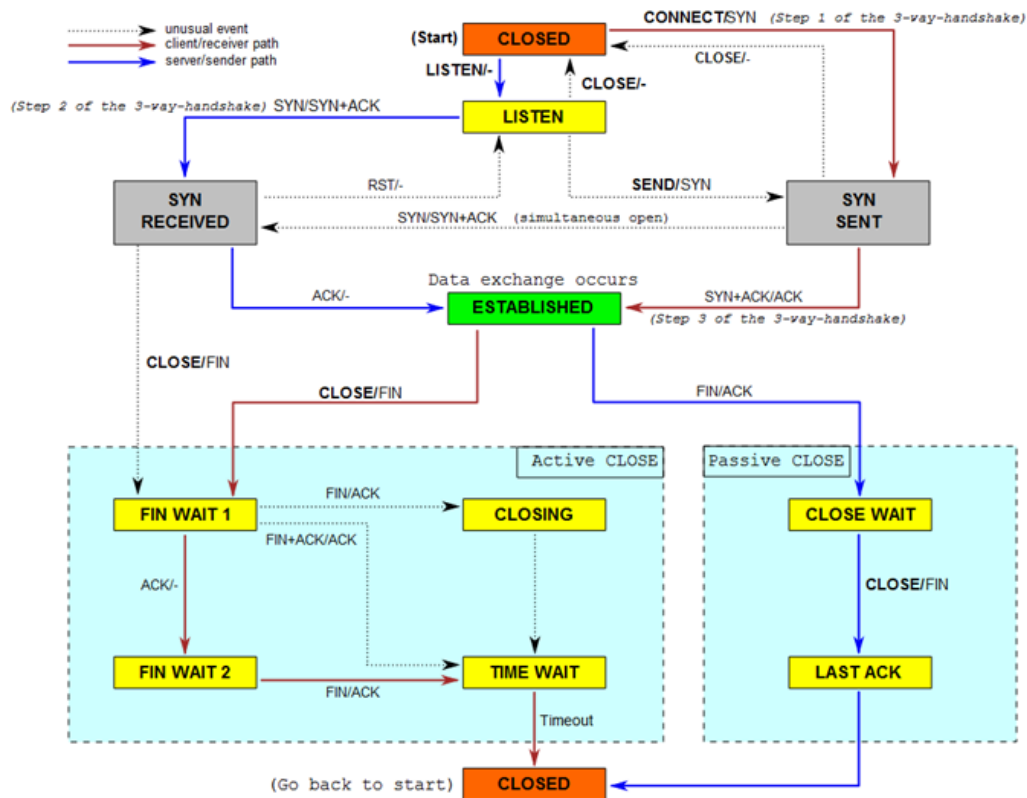 unusual event
client/receiver path
server/sender path
CONNECT/SYN (Step 1 of the 3-way-handshake)
(Start)
CLOSED
CLOSE/-
LISTEN/-
CLOSE/-
(Step 2 of the 3-way-handshake) SYN/SYN+ACK
LISTEN
RST/-
SEND/SYN
SYN
RECEIVED
SYN
SENT
SYN/SYN+ACK (simultaneous open)
Data exchange occurs
ACK/-
ESTABLISHED
SYN+ACK/ACK
(Step 3 of the 3-way-handshake)
CLOSE/FIN
CLOSE/FIN
FIN/ACK
Active CLOSE
Passive CLOSE
FIN/ACK
FIN WAIT 1
CLOSING
CLOSE WAIT
FIN+ACK/ACK
ACK/-
CLOSE/FIN
FIN WAIT 2
TIME WAIT
LAST ACK
FIN/ACK
Timeout
(Go back to start)
CLOSED